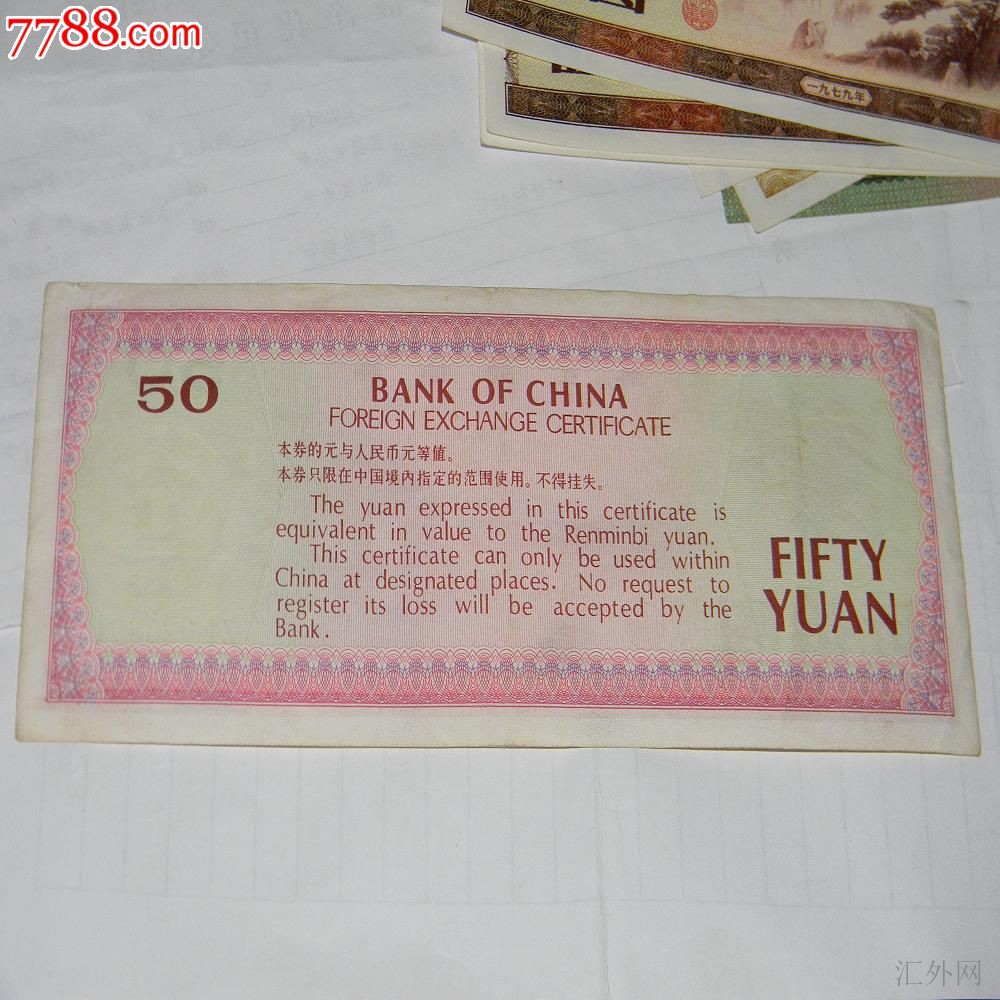 7788.com
一九七九年
50
BANK OF CHINA
FOREIGN EXCHANGE CERTIFICATE
本券的元与人民币元等值。
本券只限在中国境内指定的范围使用。不得挂失。
The yuan expressed in this certificate is
equivalent in value to the Renminbi yuan.
This certificate can only be used within
China at designated places. No request to
register its loss will be accepted by the
Bank.
FIFTY
YUAN
汇外网